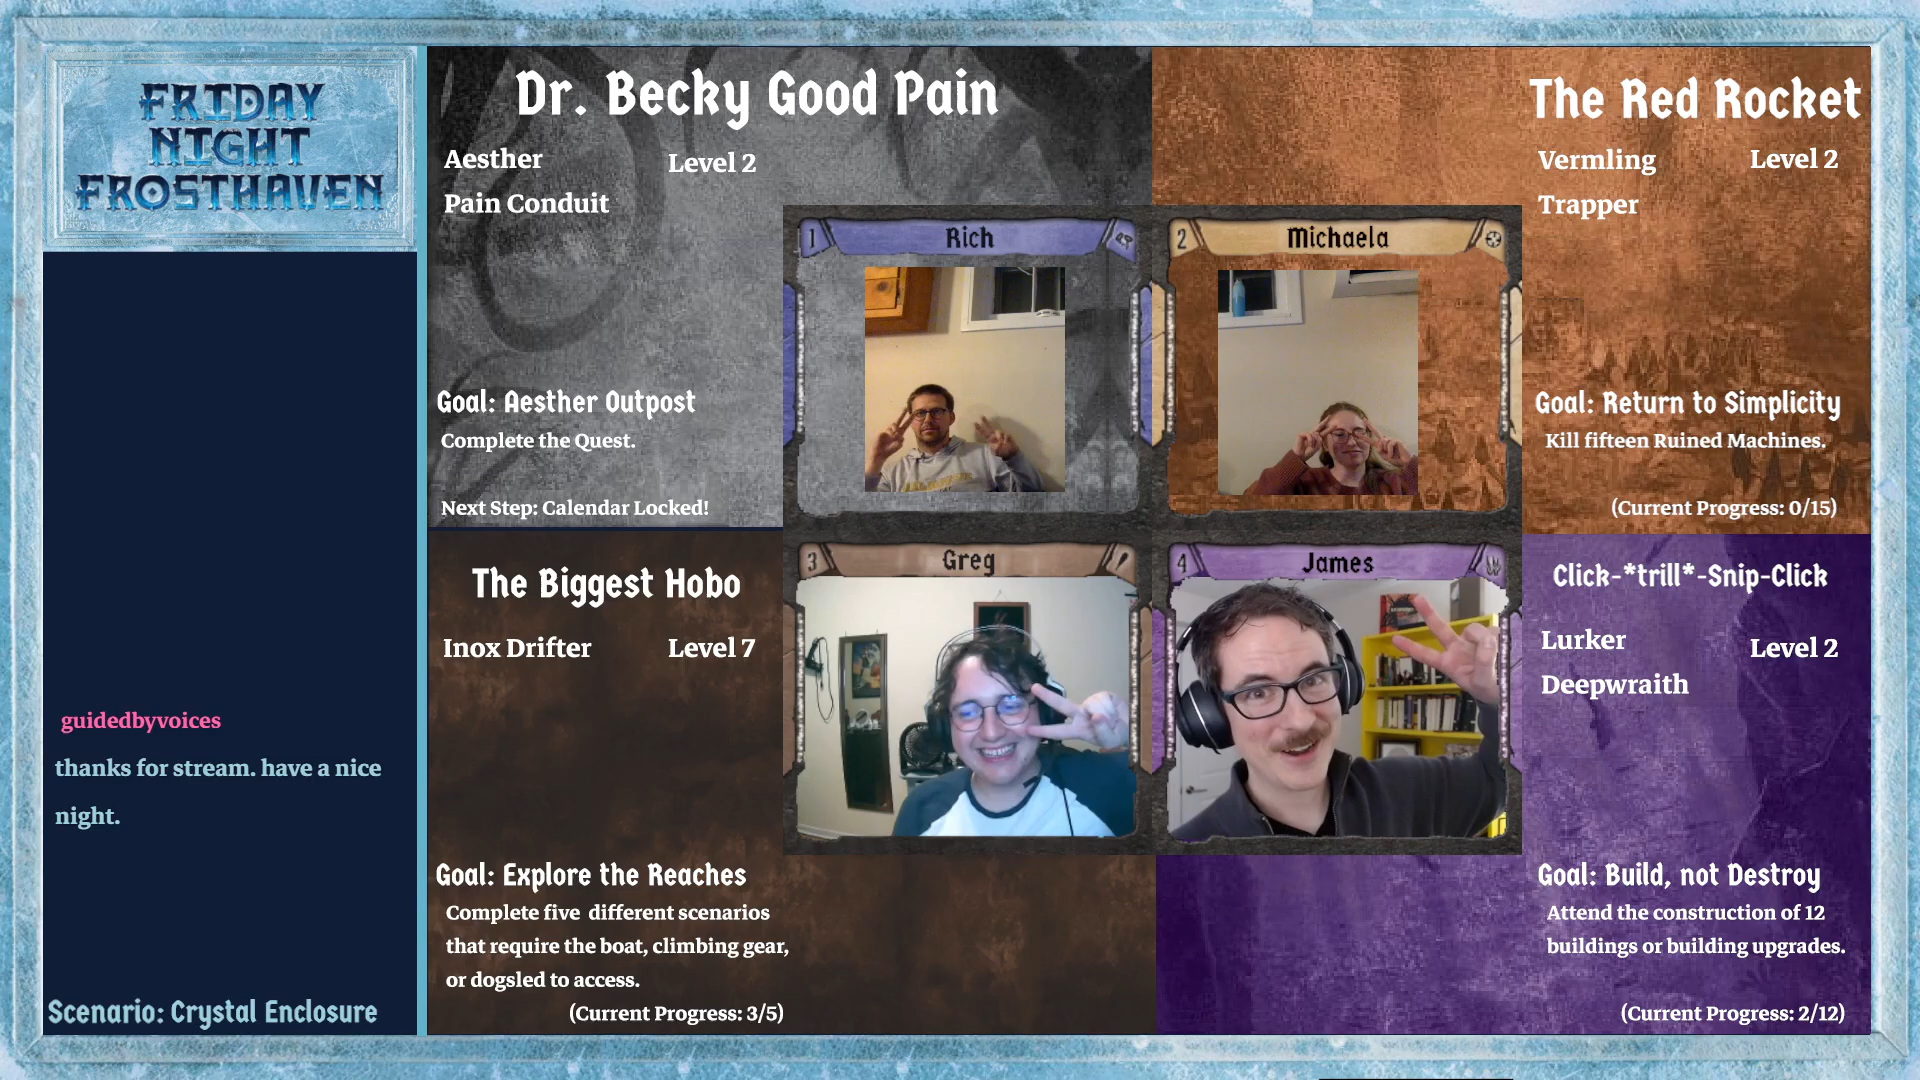 FRIDAY
NIGHT
FROSTHAVEN
guidedbyvoices
thanks for stream. have a nice
night.
Scenario: Crystal Enclosure
Dr. Becky Good Pain
Aesther
Level 2
Pain Conduit
Goal: Aesther Outpost
Complete the Quest.
Next Step: Calendar Locked!
The Red Rocket
Vermling
Level 2
Trapper
Goal: Return to Simplicity
Kill fifteen Ruined Machines.
(Current Progress: 0/15)
1
Rich
2
Michaela
3
Greg
4
James
The Biggest Hobo
Inox Drifter
Level 7
Goal: Explore the Reaches
Complete five different scenarios
that require the boat, climbing gear,
or dogsled to access.
(Current Progress: 3/5)
Click-*trill*-Snip-Click
Lurker
Level 2
Deepwraith
Goal: Build, not Destroy
Attend the construction of 12
buildings or building upgrades.
(Current Progress: 2/12)